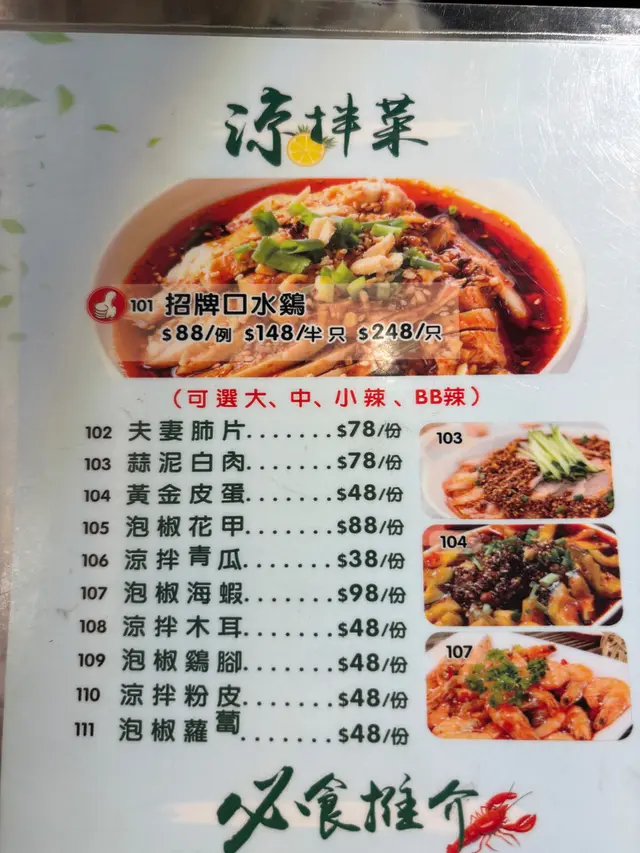 涼拌菜
101 招牌口水鷄
$88/例 $148/半只 $248/只
（可選大、中、小辣、BB辣）
102 夫妻肺片.......$78/份
103 蒜泥白肉.......$78/份
104 黃金皮蛋.......$48/份
105 泡椒花甲.......$88/份
106 涼拌青瓜.......$38/份
107 泡椒海蝦.......$98/份
108 涼拌木耳.......$48/份
109 泡椒鷄腳.......$48/份
110 涼拌粉皮.......$48/份
111 泡椒蘿蔔.......$48/份
103
104
107
必食推介